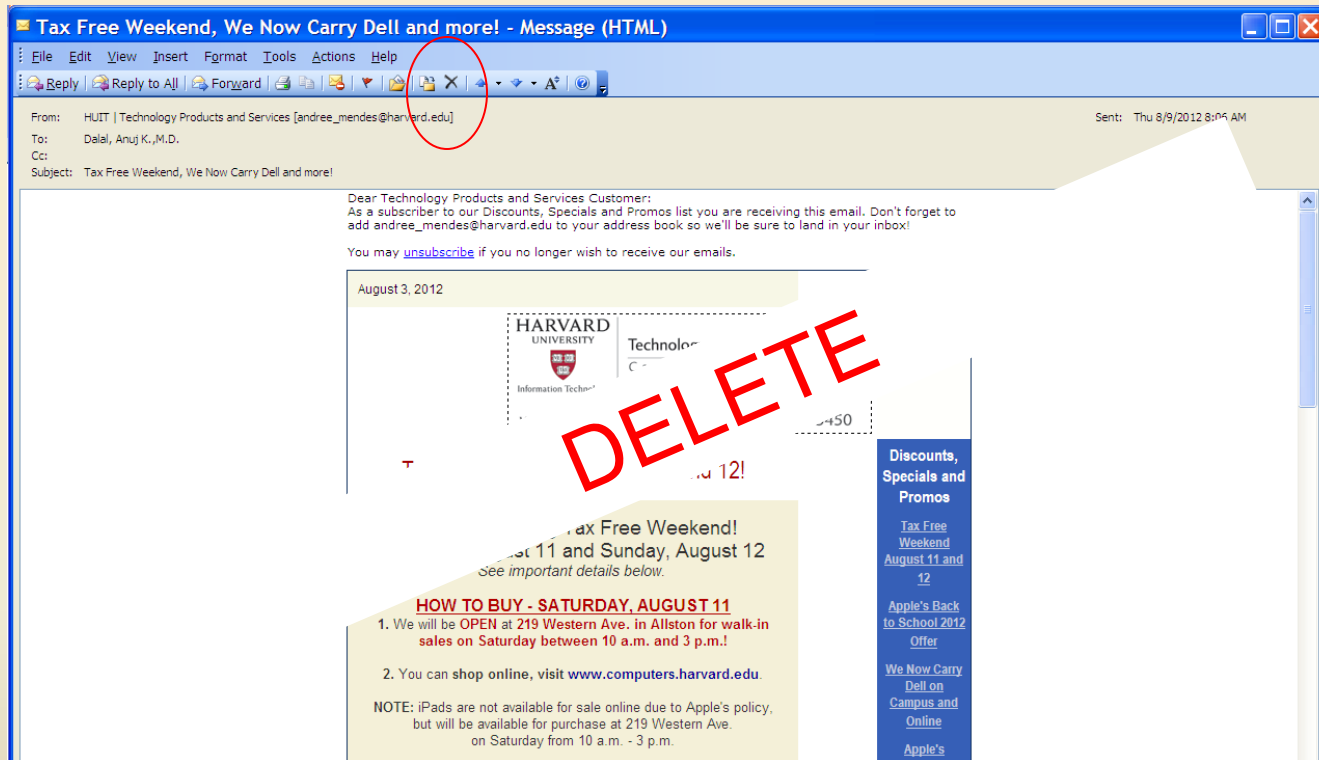 Tax Free Weekend, We Now Carry Dell and more! - Message (HTML)
File Edit View Insert Format Tools Actions Help
Reply Reply to All Forward
From: HUIT | Technology Products and Services [andree_mendes@harvard.edu]
Sent: Thu 8/9/2012 8:06 AM
To: Dalal, Anuj K.,M.D.
Cc:
Subject: Tax Free Weekend, We Now Carry Dell and more!
Dear Technology Products and Services Customer:
As a subscriber to our Discounts, Specials and Promos list you are receiving this email. Don't forget to
add andree_mendes@harvard.edu to your address book so we'll be sure to land in your inbox!
You may unsubscribe if you no longer wish to receive our emails.
August 3, 2012
HARVARD
UNIVERSITY
Information
DELETE
12!
Free Weekend!
11 and Sunday, August 12
See important details below.
HOW TO BUY - SATURDAY, AUGUST 11
1. We will be OPEN at 219 Western Ave. in Allston for walk-in
sales on Saturday between 10 a.m. and 3 p.m.!
2. You can shop online, visit www.computers.harvard.edu.
NOTE: iPads are not available for sale online due to Apple's policy,
but will be available for purchase at 219 Western Ave.
on Saturday from 10 a.m. - 3 p.m.
Discounts,
Specials and
Promos
Tax Free
Weekend
August 11 and
12
Apple's Back
to School 2012
Offer
We Now Carry
Dell on
Campus and
Online
Apple's